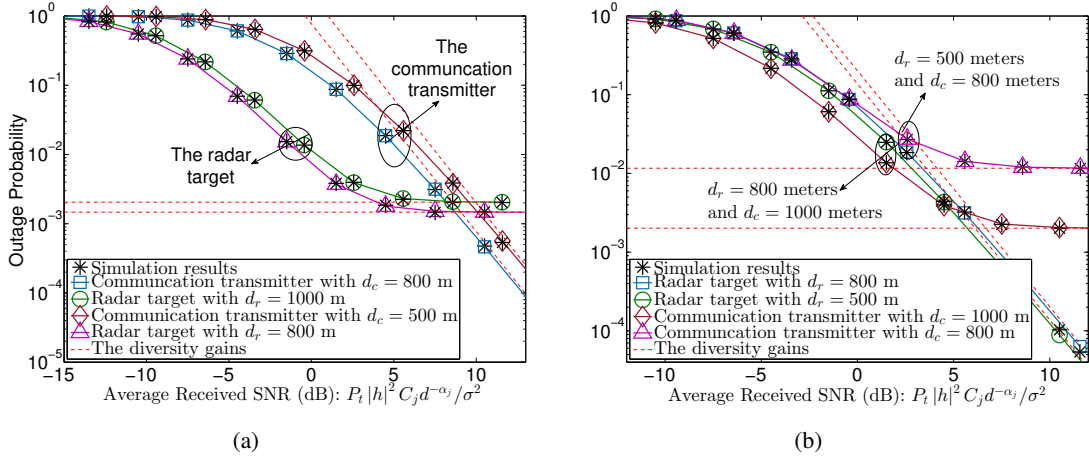 10^0
10^-1
10^-2
10^-3
10^-4
10^-5
Outage Probability
The
communcation
transmitter
The radar
target
Simulation results
Communcation transmitter with d_c = 800 m
Radar target with d_r = 1000 m
Communication transmitter with d_c = 500 m
Radar target with d_r = 800 m
The diversity gains
-15 -10 -5 0 5 10
Average Received SNR (dB): P_t |h|^2 C_j d^{-α_j}/σ^2
(a)
10^0
10^-1
10^-2
10^-3
10^-4
d_r = 500 meters
and d_c = 800 meters
d_r = 800 meters
and d_c = 1000 meters
Simulation results
Radar target with d_r = 800 m
Radar target with d_r = 500 m
Communcation transmitter with d_c = 1000 m
Communcation transmitter with d_c = 800 m
The diversity gains
-10 -5 0 5 10
Average Received SNR (dB): P_t |h|^2 C_j d^{-α_j}/σ^2
(b)